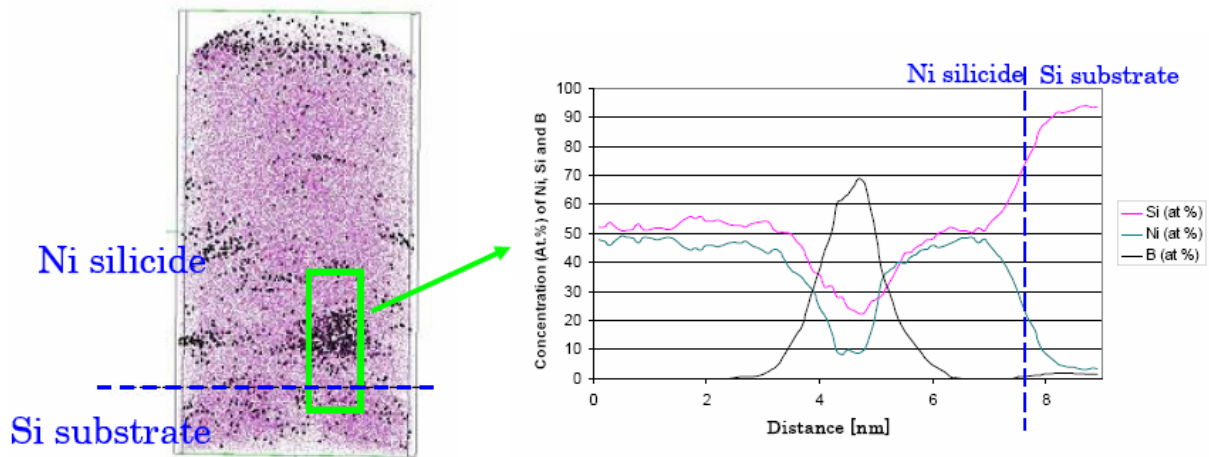 Ni silicide
Si substrate
Ni silicide Si substrate
Concentration (At.%) of Ni, Si and B
100
90
80
70
60
50
40
30
20
10
0
0 2 4 6 8
Distance [nm]
Si (at %)
Ni (at %)
B (at %)